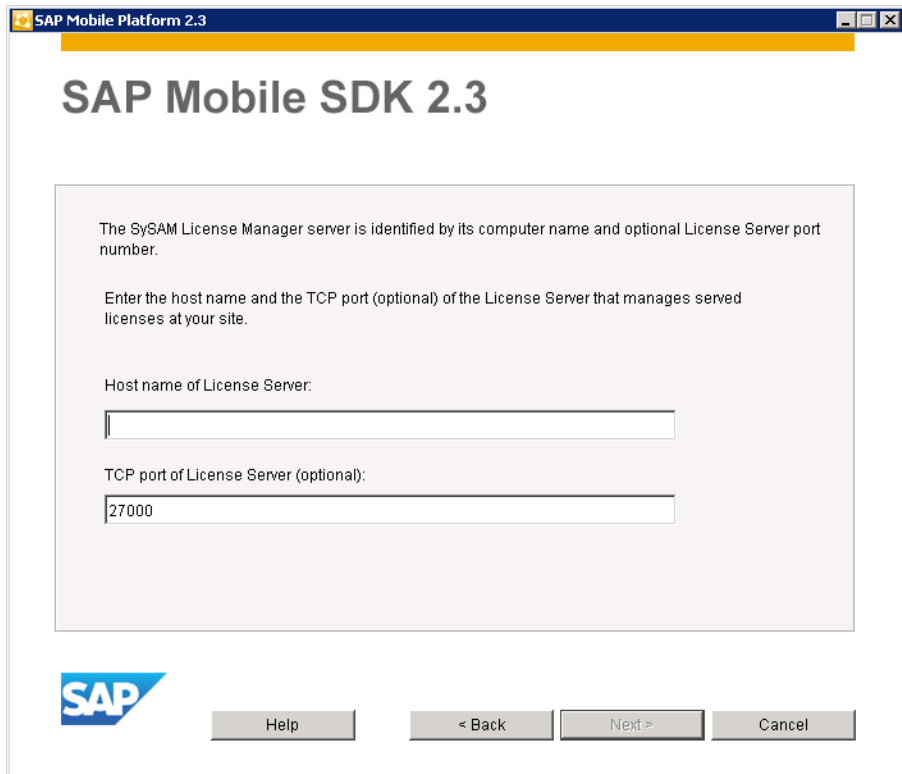 SAP Mobile Platform 2.3
SAP Mobile SDK 2.3
The SySAM License Manager server is identified by its computer name and optional License Server port
number.
Enter the host name and the TCP port (optional) of the License Server that manages served
licenses at your site.
Host name of License Server:
TCP port of License Server (optional):
27000
SAP
Help
< Back
Next >
Cancel